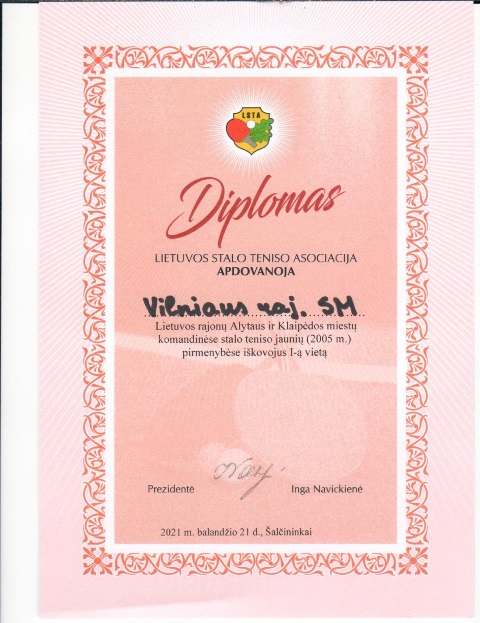 LSTA
Diplomas
LIETUVOS STALO TENISO ASOCIACIJA
APDOVANOJA
Vilniaus raj. SM
Lietuvos rajonų Alytaus ir Klaipėdos miestų
komandinėse stalo teniso jaunių (2005 m.)
pirmenybėse iškovojus I-ą vietą
Prezidentė Inga Navickienė
2021 m. balandžio 21 d., Šalčininkai